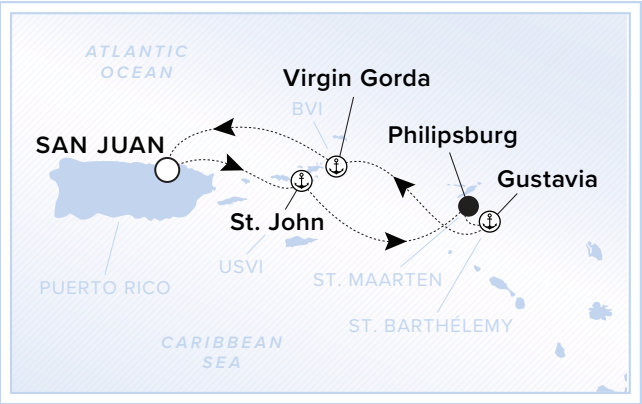 ATLANTIC
OCEAN
Virgin Gorda
BVI
Philipsburg
SAN JUAN
Gustavia
St. John
USVI
ST. MAARTEN
PUERTO RICO
ST. BARTHÉLEMY
CARIBBEAN
SEA